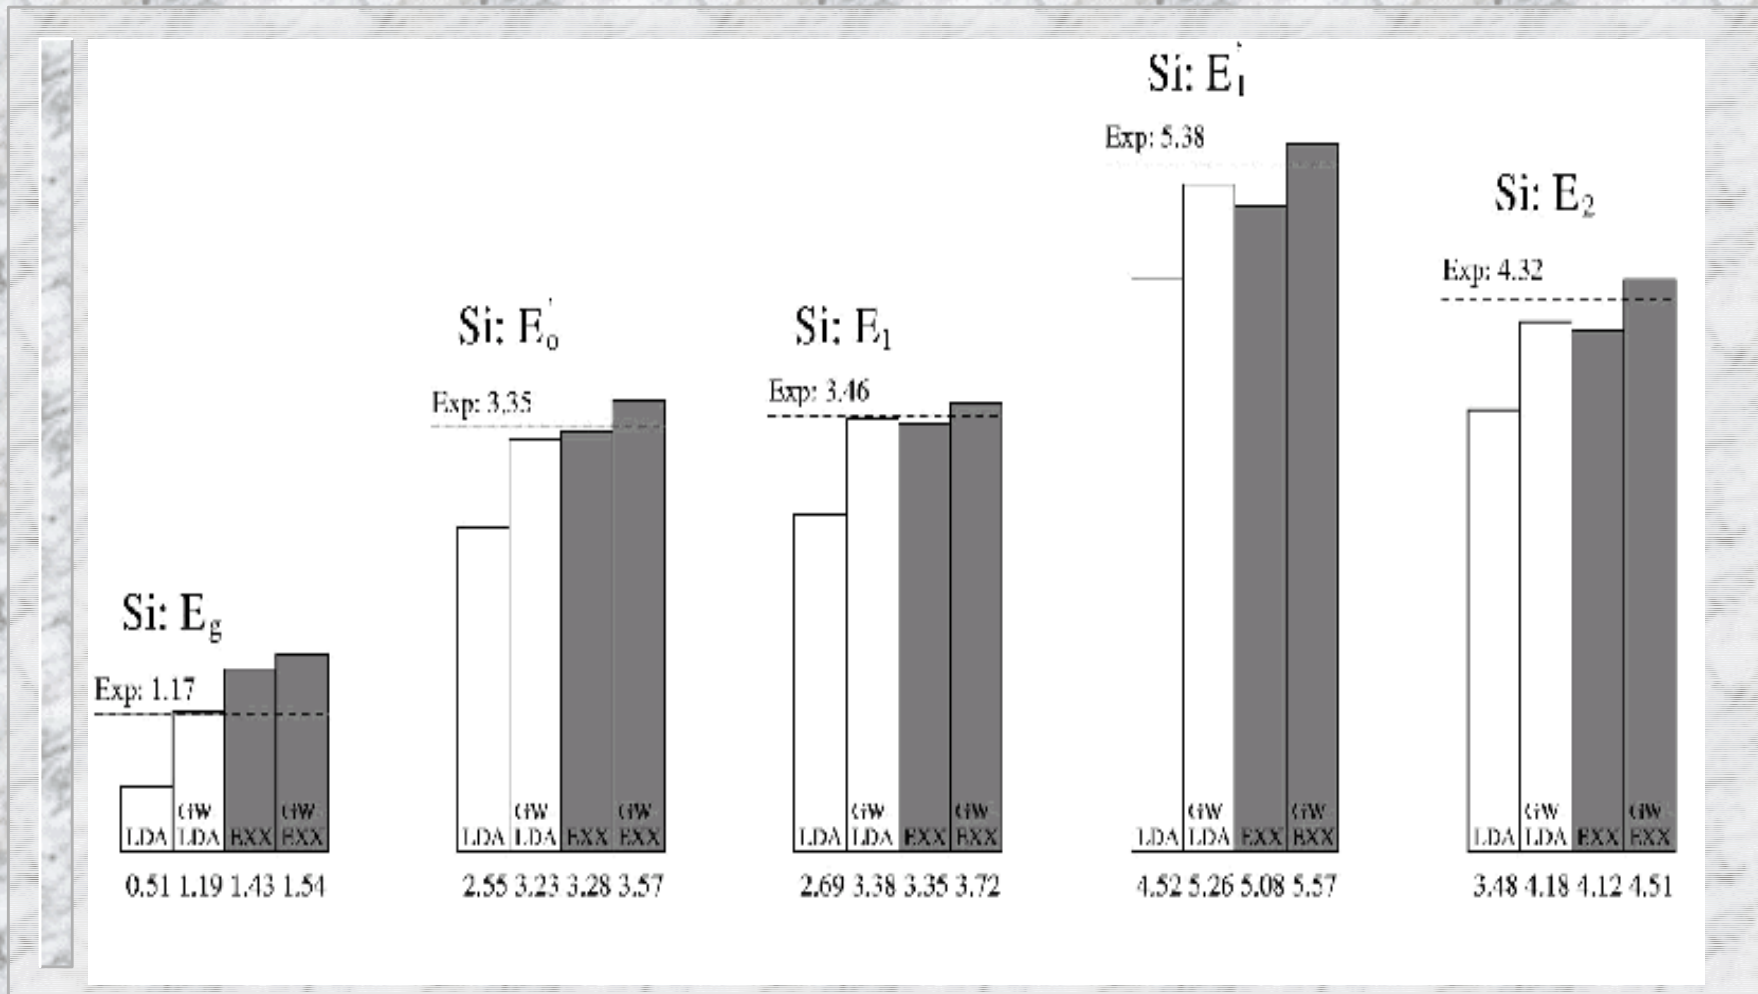 Si: E'1
Exp: 5.38
Si: E2
Exp: 4.32
Si: E'o
Exp: 3.35
Si: E1
Exp: 3.46
Si: Eg
Exp: 1.17
LDA GW LDA EXX GW EXX
0.51 1.19 1.43 1.54
LDA GW LDA EXX GW EXX
2.55 3.23 3.28 3.57
LDA GW LDA EXX GW EXX
2.69 3.38 3.35 3.72
LDA GW LDA EXX GW EXX
4.52 5.26 5.08 5.57
LDA GW LDA EXX GW EXX
3.48 4.18 4.12 4.51